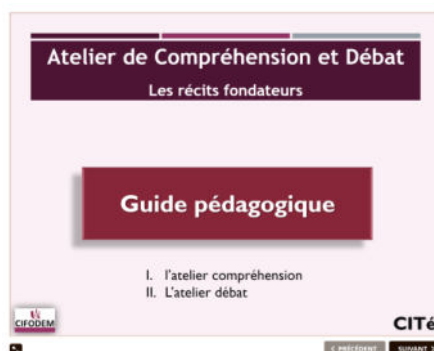 Atelier de Compréhension et Débat
Les récits fondateurs
Guide pédagogique
I. l'atelier compréhension
II. L'atelier débat
CIFODEM
CITé
< PRÉCÉDENT
SUIVANT >